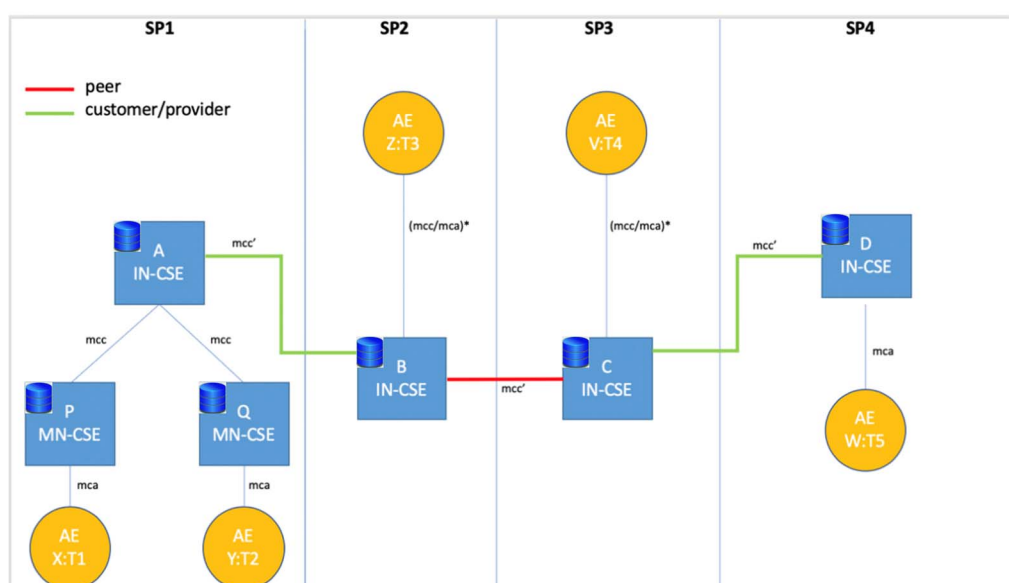 SP1
SP2
SP3
SP4
peer
customer/provider
AE
Z:T3
AE
V:T4
(mcc/mca)*
(mcc/mca)*
A
IN-CSE
mcc’
mcc’
D
IN-CSE
mcc
mcc
B
IN-CSE
mcc’
C
IN-CSE
mca
P
MN-CSE
Q
MN-CSE
AE
W:T5
mca
mca
AE
X:T1
AE
Y:T2